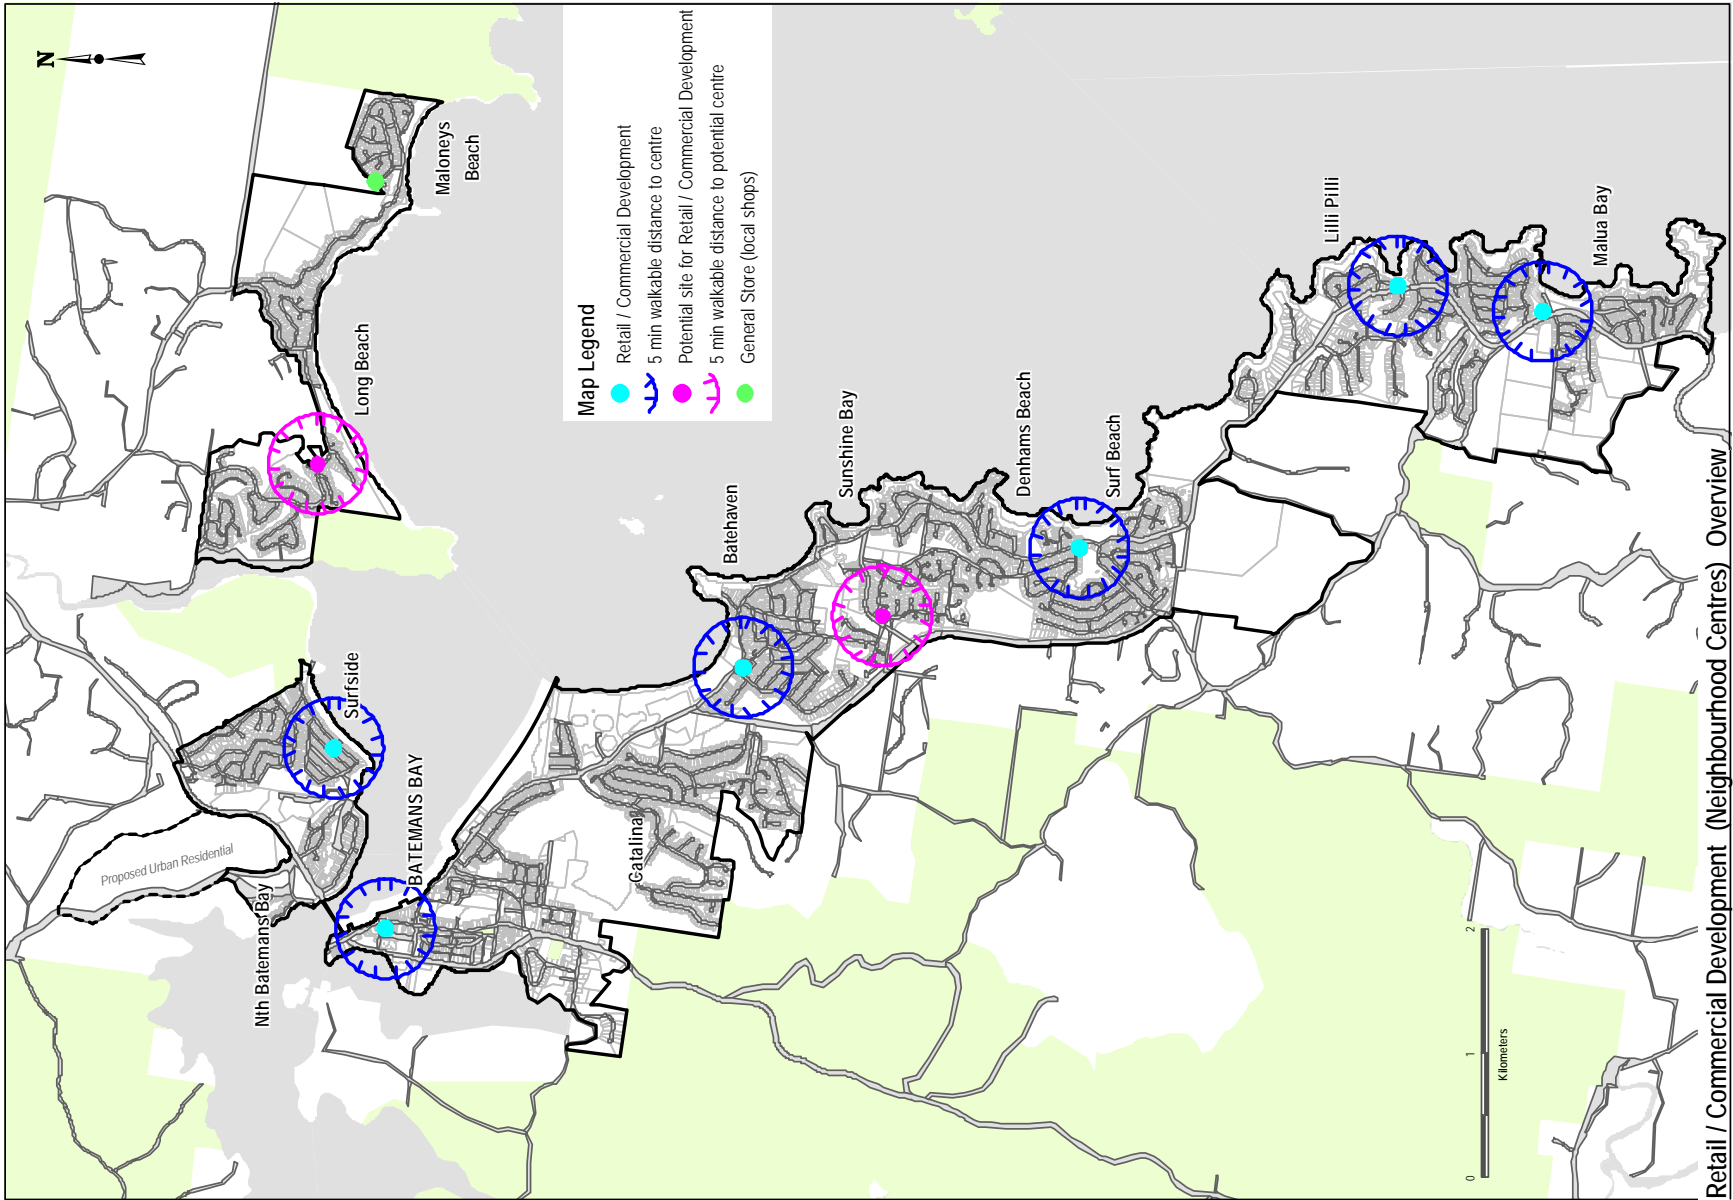 N
Maloneys
Beach
Long Beach
Surfside
Proposed Urban Residential
Nth Batemans Bay
BATEMANS BAY
Catalina
Batehaven
Sunshine Bay
Denhams Beach
Surf Beach
Lilli Pilli
Malua Bay
Map Legend
Retail / Commercial Development
5 min walkable distance to centre
Potential site for Retail / Commercial Development
5 min walkable distance to potential centre
General Store (local shops)
0 1 2
Kilometers
Retail / Commercial Development (Neighbourhood Centres) Overview